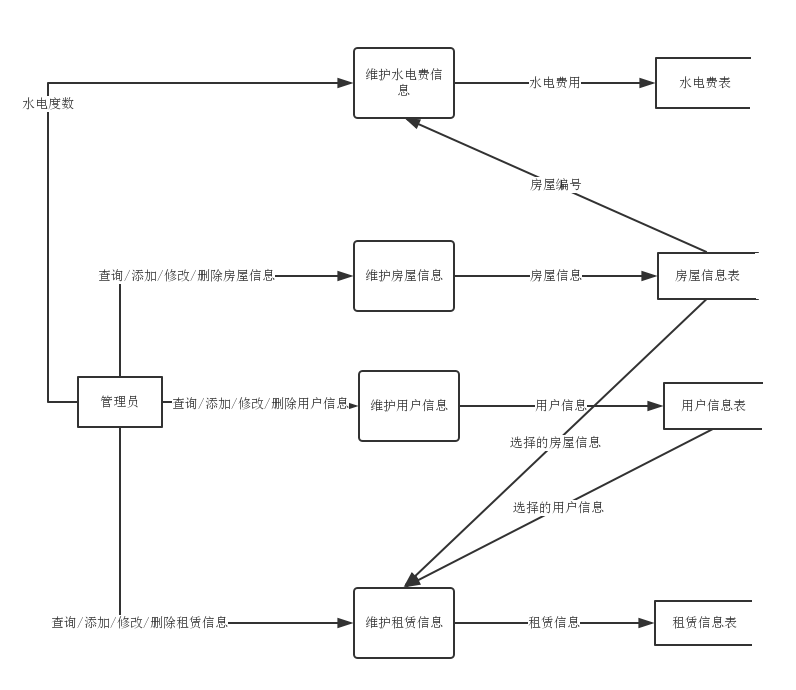 维护水电费信
息
水电费用
水电费表
水电度数
房屋编号
查询/添加/修改/删除房屋信息
维护房屋信息
房屋信息
房屋信息表
管理员
查询/添加/修改/删除用户信息
维护用户信息
用户信息
用户信息表
选择的房屋信息
选择的用户信息
查询/添加/修改/删除租赁信息
维护租赁信息
租赁信息
租赁信息表